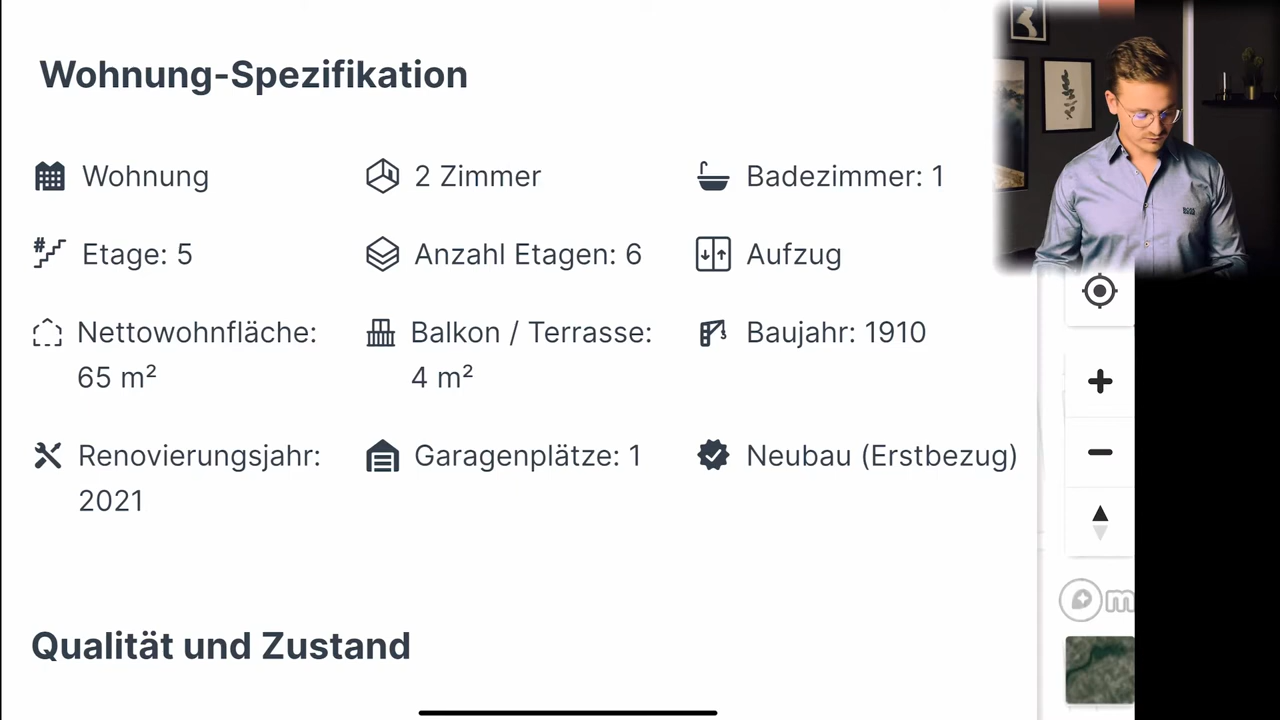 Wohnung-Spezifikation
Wohnung
2 Zimmer
Badezimmer: 1
Etage: 5
Anzahl Etagen: 6
Aufzug
Nettowohnfläche:
65 m²
Balkon / Terrasse:
4 m²
Baujahr: 1910
Renovierungsjahr:
2021
Garagenplätze: 1
Neubau (Erstbezug)
Qualität und Zustand